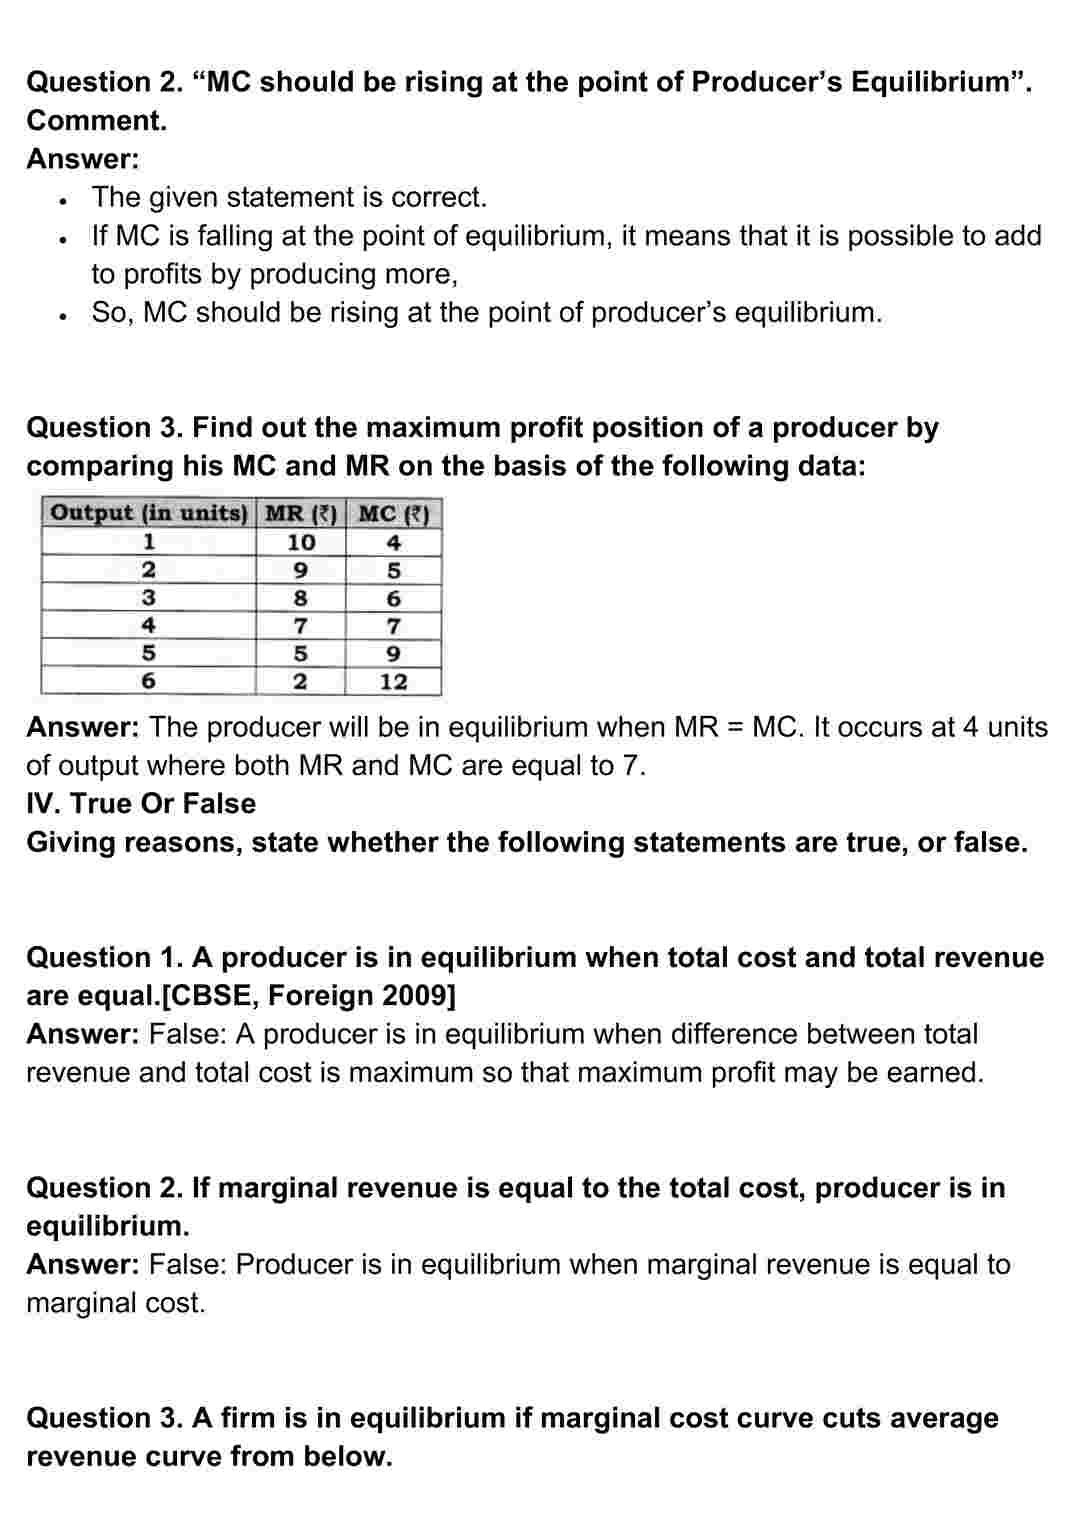 Question 2. “MC should be rising at the point of Producer’s Equilibrium”.
Comment.
Answer:
• The given statement is correct.
• If MC is falling at the point of equilibrium, it means that it is possible to add
to profits by producing more,
• So, MC should be rising at the point of producer’s equilibrium.
Question 3. Find out the maximum profit position of a producer by
comparing his MC and MR on the basis of the following data:
Output (in units) MR (₹) MC (₹)
1 10 4
2 9 5
3 8 6
4 7 7
5 5 9
6 2 12
Answer: The producer will be in equilibrium when MR = MC. It occurs at 4 units
of output where both MR and MC are equal to 7.
IV. True Or False
Giving reasons, state whether the following statements are true, or false.
Question 1. A producer is in equilibrium when total cost and total revenue
are equal.[CBSE, Foreign 2009]
Answer: False: A producer is in equilibrium when difference between total
revenue and total cost is maximum so that maximum profit may be earned.
Question 2. If marginal revenue is equal to the total cost, producer is in
equilibrium.
Answer: False: Producer is in equilibrium when marginal revenue is equal to
marginal cost.
Question 3. A firm is in equilibrium if marginal cost curve cuts average
revenue curve from below.